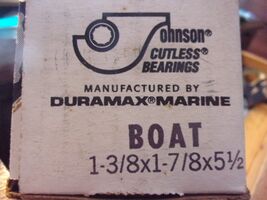 Johnson®
CUTLESS®
BEARINGS
MANUFACTURED BY
DURAMAX®MARINE
BOAT
1-3/8x1-7/8x5½